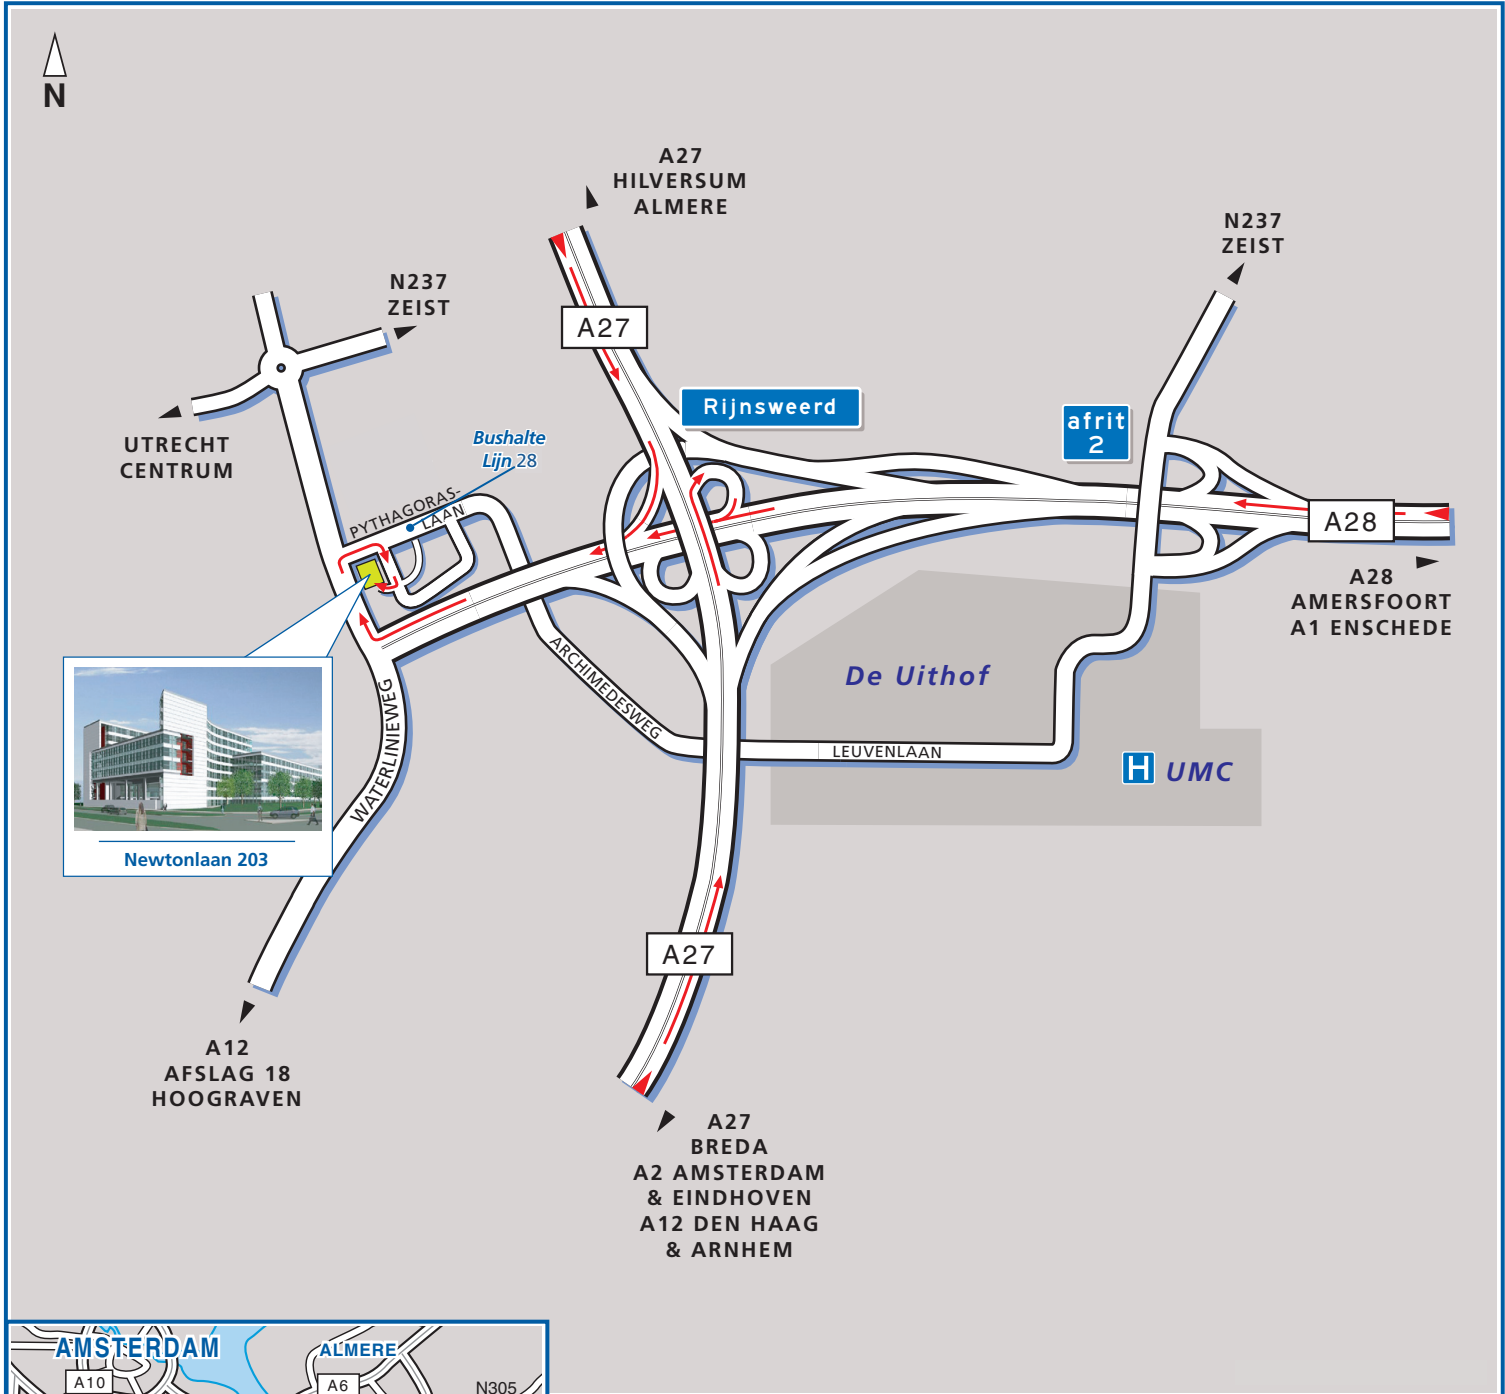 N
A27
HILVERSUM
ALMERE
N237
ZEIST
N237
ZEIST
A27
Rijnsweerd
afrit
2
UTRECHT
CENTRUM
Bushalte
Lijn 28
PYTHAGORAS-
LAAN
A28
A28
AMERSFOORT
A1 ENSCHEDE
ARCHIMEDESWEG
De Uithof
WATERLINIEWEG
LEUVENLAAN
H UMC
Newtonlaan 203
A27
A12
AFSLAG 18
HOOGRAVEN
A27
BREDA
A2 AMSTERDAM
& EINDHOVEN
A12 DEN HAAG
& ARNHEM
AMSTERDAM
ALMERE
A10
A6
N305